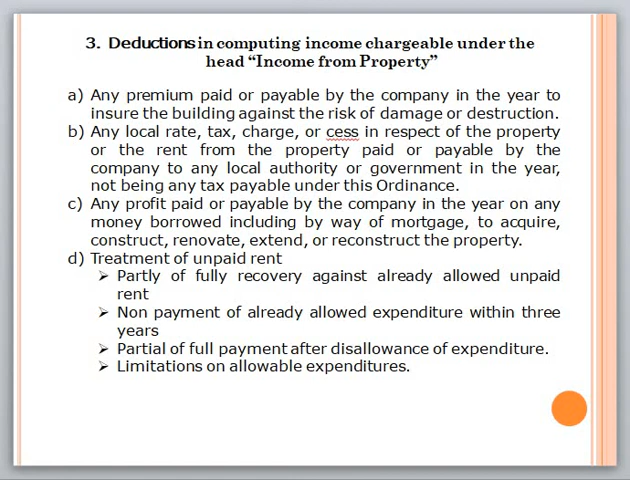 3. Deductions in computing income chargeable under the
head “Income from Property”
a) Any premium paid or payable by the company in the year to
insure the building against the risk of damage or destruction.
b) Any local rate, tax, charge, or cess in respect of the property
or the rent from the property paid or payable by the
company to any local authority or government in the year,
not being any tax payable under this Ordinance.
c) Any profit paid or payable by the company in the year on any
money borrowed including by way of mortgage, to acquire,
construct, renovate, extend, or reconstruct the property.
d) Treatment of unpaid rent
➢ Partly of fully recovery against already allowed unpaid
rent
➢ Non payment of already allowed expenditure within three
years
➢ Partial of full payment after disallowance of expenditure.
➢ Limitations on allowable expenditures.